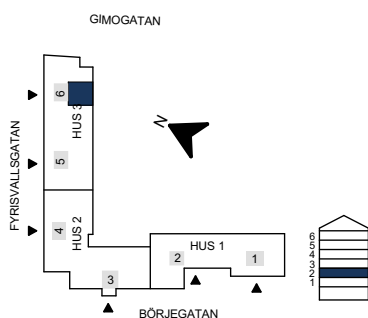 GIMOGATAN
N
6
HUS 3
5
FYRISVALLSGATAN
4
HUS 2
3
HUS 1
2
1
BÖRJEGATAN
6
5
4
3
2
1